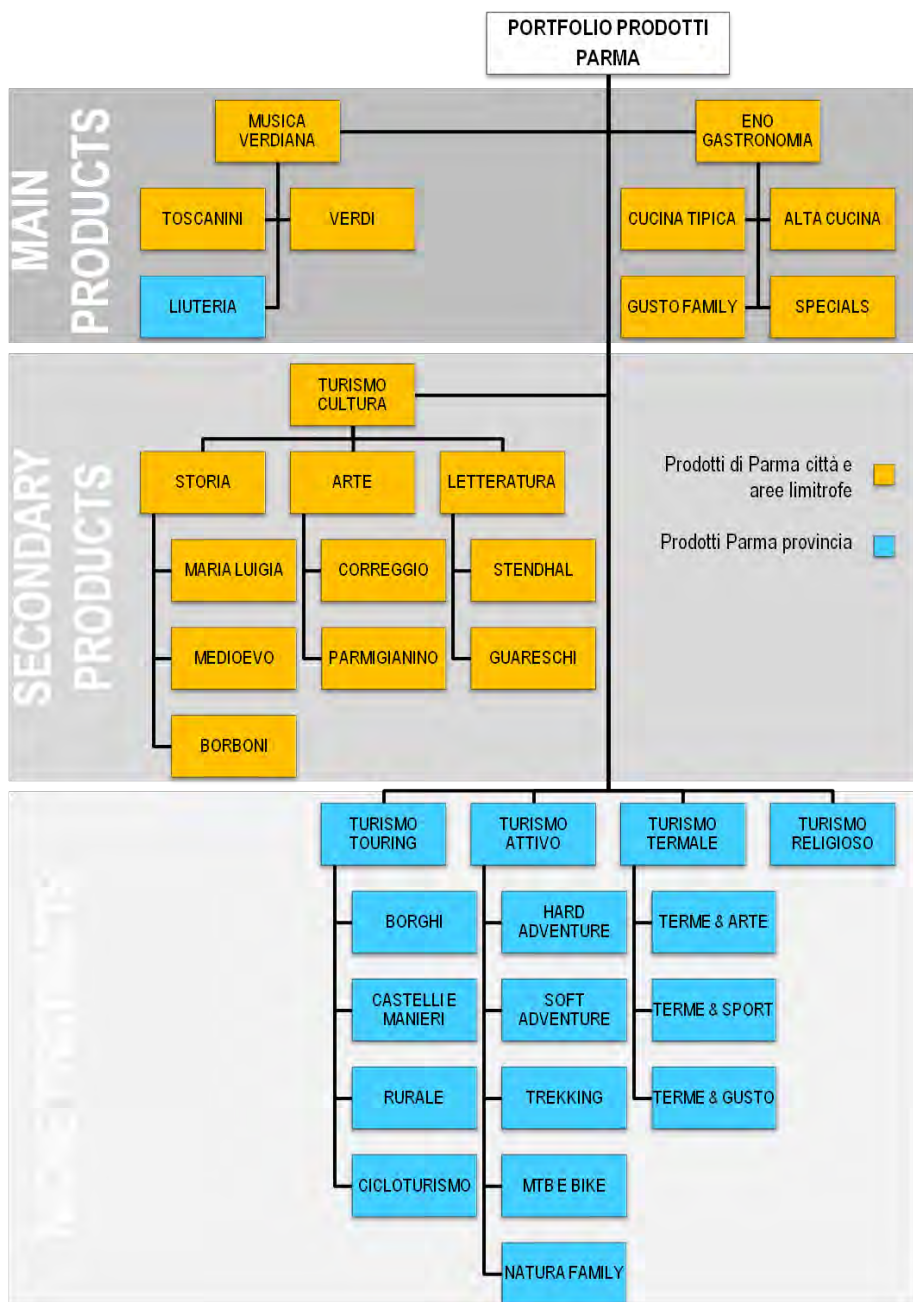 PORTFOLIO PRODOTTI
PARMA
MAIN
PRODUCTS
MUSICA
VERDIANA
ENO
GASTRONOMIA
TOSCANINI
VERDI
CUCINA TIPICA
ALTA CUCINA
LIUTERIA
GUSTO FAMILY
SPECIALS
SECONDARY
PRODUCTS
TURISMO
CULTURA
STORIA
ARTE
LETTERATURA
Prodotti di Parma città e
aree limitrofe
Prodotti Parma provincia
MARIA LUIGIA
CORREGGIO
STENDHAL
MEDIOEVO
PARMIGIANINO
GUARESCHI
BORBONI
TURISMO
TOURING
TURISMO
ATTIVO
TURISMO
TERMALE
TURISMO
RELIGIOSO
BORGHI
HARD
ADVENTURE
TERME & ARTE
CASTELLI E
MANIERI
SOFT
ADVENTURE
TERME & SPORT
RURALE
TREKKING
TERME & GUSTO
CICLOTURISMO
MTB E BIKE
NATURA FAMILY